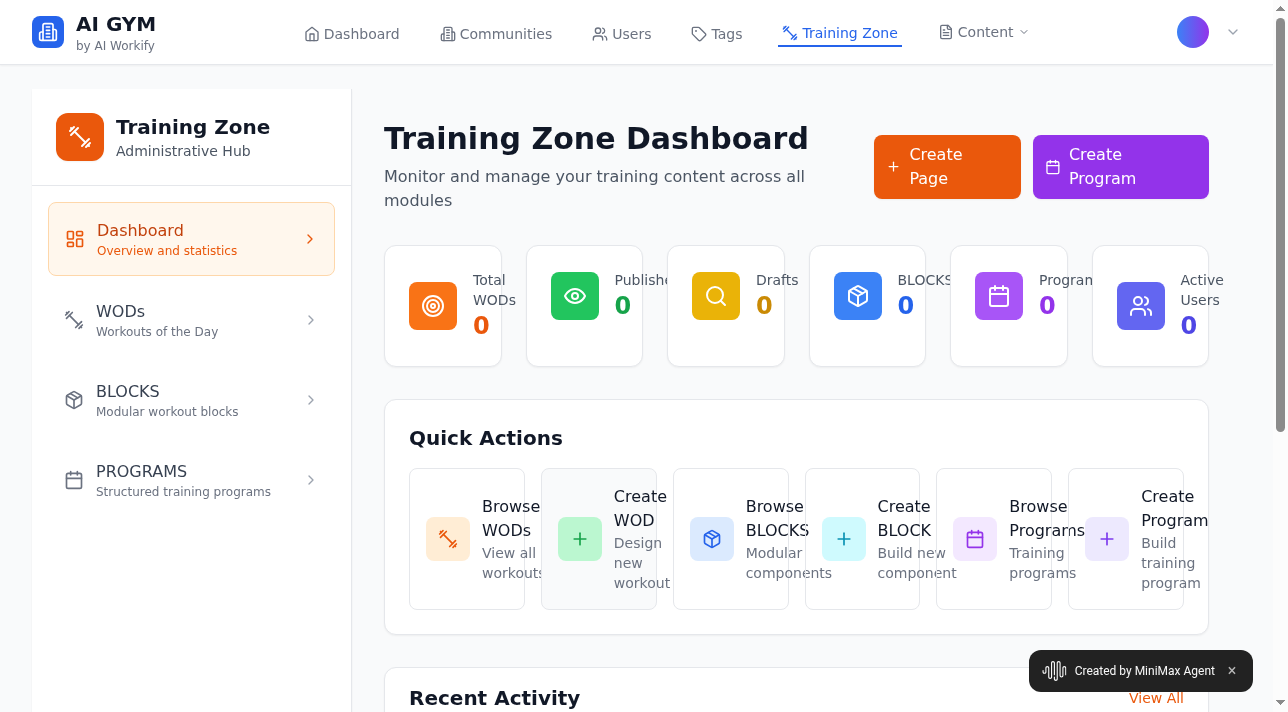 AI GYM
by AI Workify
Dashboard
Communities
Users
Tags
Training Zone
Content
Training Zone
Administrative Hub
Dashboard
Overview and statistics
WODs
Workouts of the Day
BLOCKS
Modular workout blocks
PROGRAMS
Structured training programs
Training Zone Dashboard
Monitor and manage your training content across all
modules
Create
Page
Create
Program
Total
WODs
0
Publishe
0
Drafts
0
BLOCKS
0
Program
0
Active
Users
0
Quick Actions
Browse
WODs
View all
workouts
Create
WOD
Design
new
workout
Browse
BLOCKS
Modular
components
Create
BLOCK
Build new
component
Browse
Programs
Training
programs
Create
Program
Build
training
program
Recent Activity
View All
Created by MiniMax Agent ×